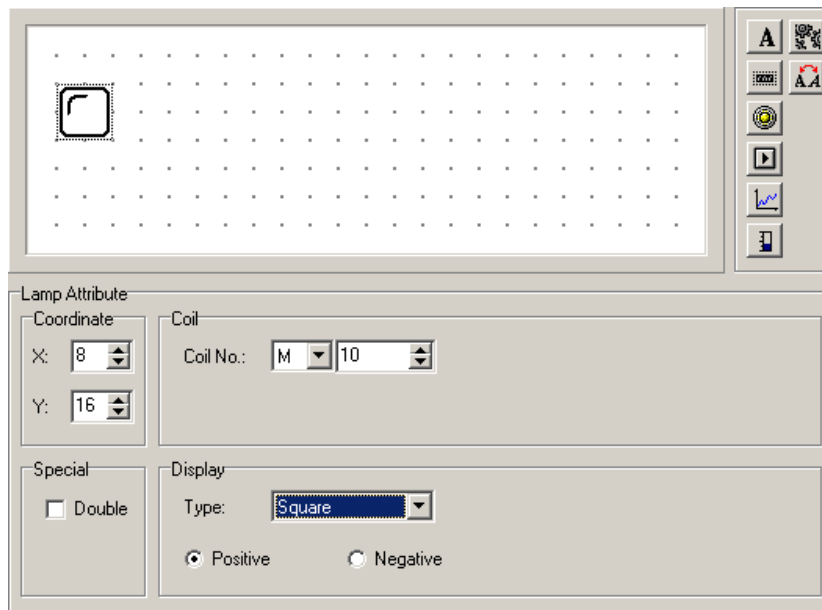 A
A A
Lamp Attribute
Coordinate
Coil
X: 8
Coil No.: M 10
Y: 16
Special
Display
Double
Type: Square
Positive
Negative